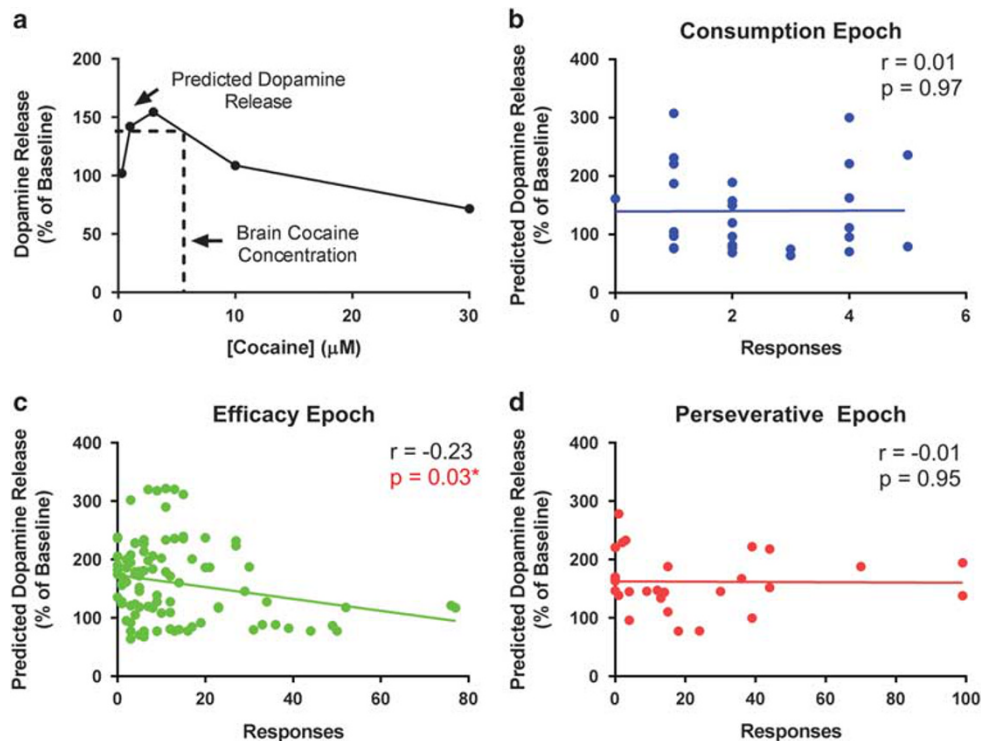 a
Dopamine Release
(% of Baseline)
200
150
100
50
0
0
10
20
30
[Cocaine] (μM)
Predicted Dopamine
Release
Brain Cocaine
Concentration
b
Consumption Epoch
r = 0.01
p = 0.97
Predicted Dopamine Release
(% of Baseline)
400
300
200
100
0
0
2
4
6
Responses
c
Efficacy Epoch
r = -0.23
p = 0.03*
Predicted Dopamine Release
(% of Baseline)
400
300
200
100
0
0
20
40
60
80
Responses
d
Perseverative Epoch
r = -0.01
p = 0.95
Predicted Dopamine Release
(% of Baseline)
400
300
200
100
0
0
20
40
60
80
100
Responses